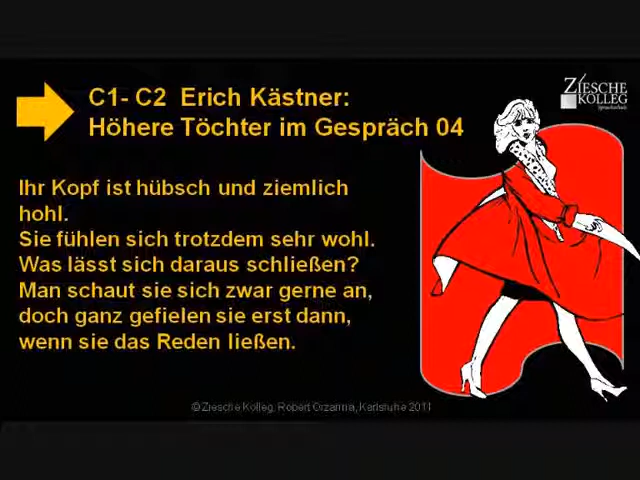 C1- C2 Erich Kästner:
Höhere Töchter im Gespräch 04
ZIESCHE
KOLLEG
Ihr Kopf ist hübsch und ziemlich
hohl.
Sie fühlen sich trotzdem sehr wohl.
Was lässt sich daraus schließen?
Man schaut sie sich zwar gerne an,
doch ganz gefielen sie erst dann,
wenn sie das Reden ließen.
© Ziesche Kolleg, Robert Orzanna, Karlsruhe 2011